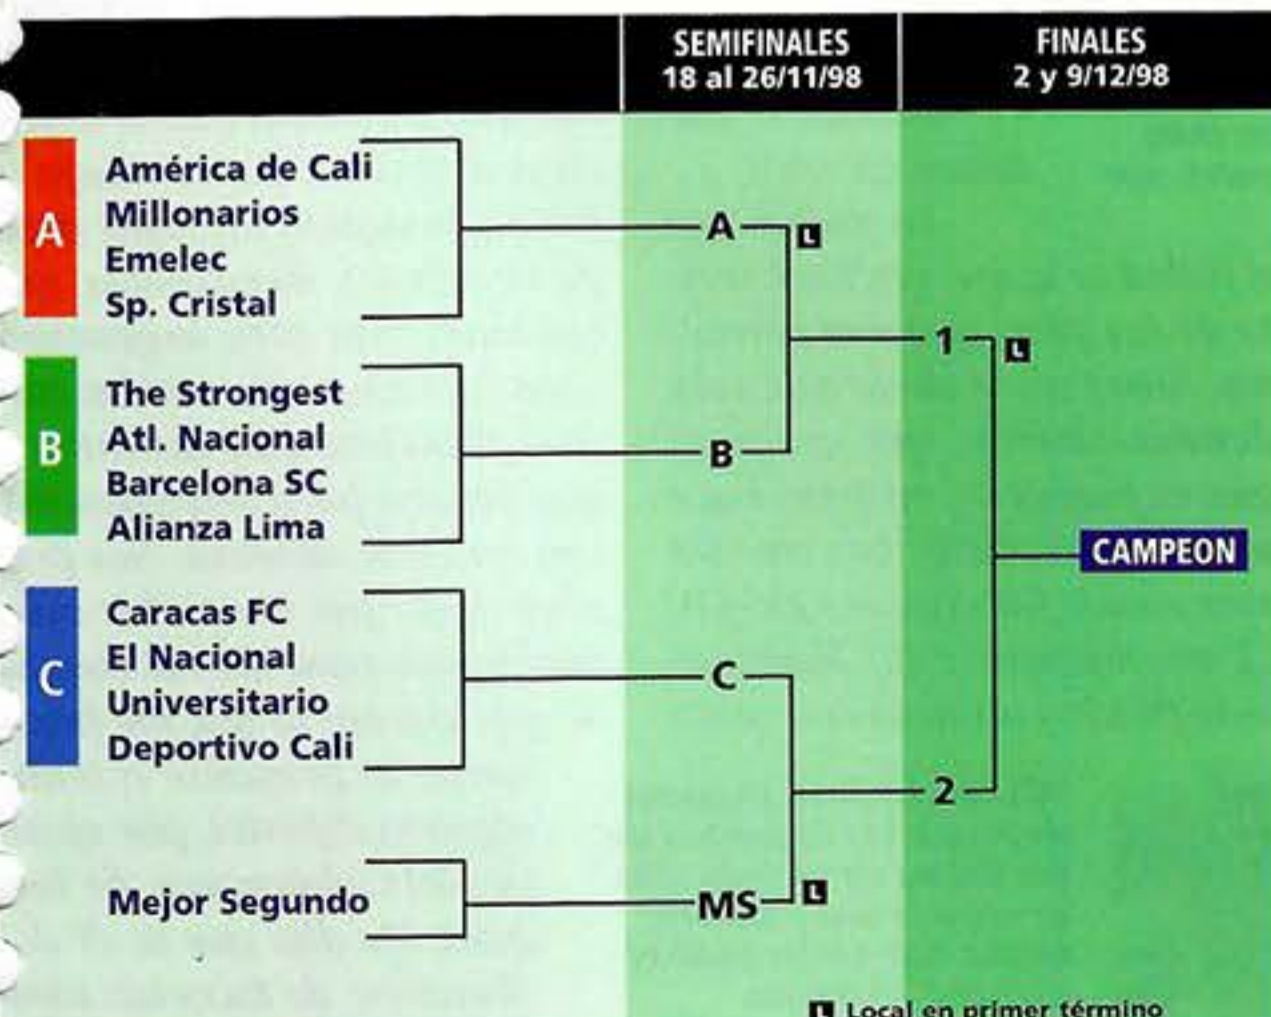 SEMIFINALES
18 al 26/11/98
FINALES
2 y 9/12/98
A
América de Cali
Millonarios
Emelec
Sp. Cristal
A
L
1
L
B
The Strongest
Atl. Nacional
Barcelona SC
Alianza Lima
B
CAMPEON
C
Caracas FC
El Nacional
Universitario
Deportivo Cali
C
2
Mejor Segundo
MS
L
L Local en primer término